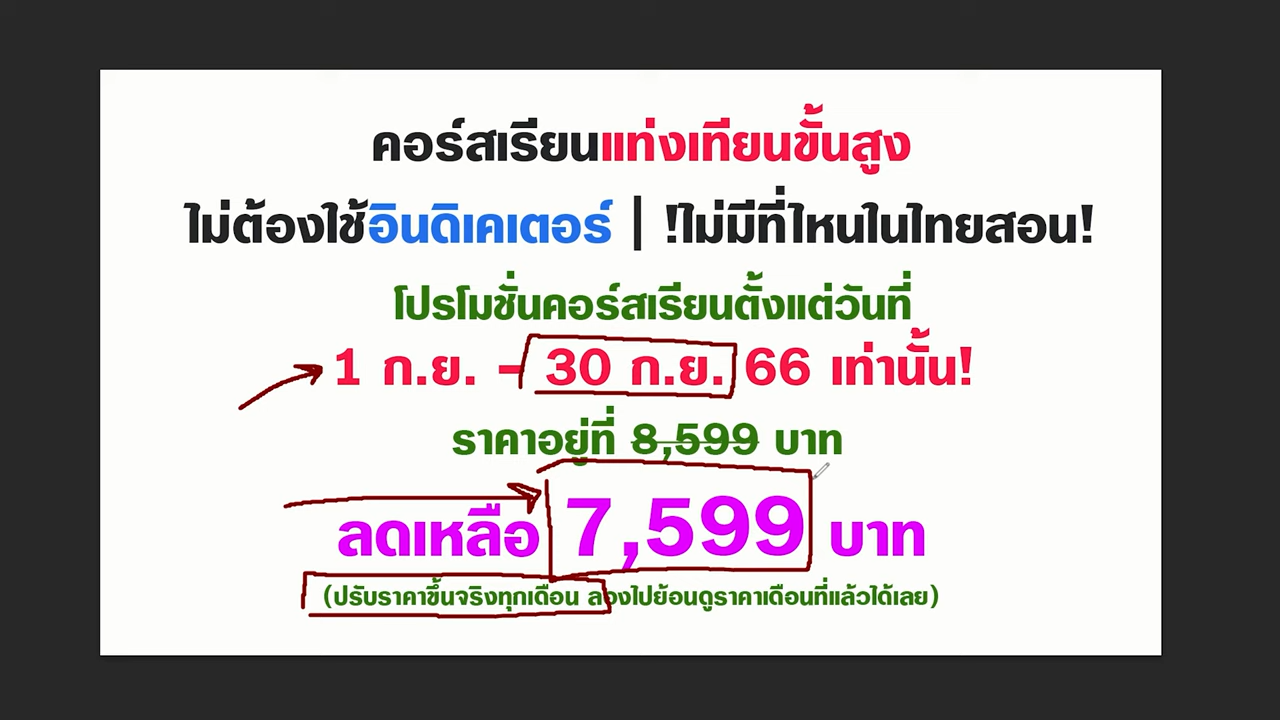 คอร์สเรียนแท่งเทียนขั้นสูง
ไม่ต้องใช้อินดิเคเตอร์ | !ไม่มีที่ไหนในไทยสอน!
โปรโมชั่นคอร์สเรียนตั้งแต่วันที่
1 ก.ย. – 30 ก.ย. 66 เท่านั้น!
ราคาอยู่ที่ 8,599 บาท
ลดเหลือ 7,599 บาท
(ปรับราคาขึ้นจริงทุกเดือน ลองไปย้อนดูราคาเดือนที่แล้วได้เลย)